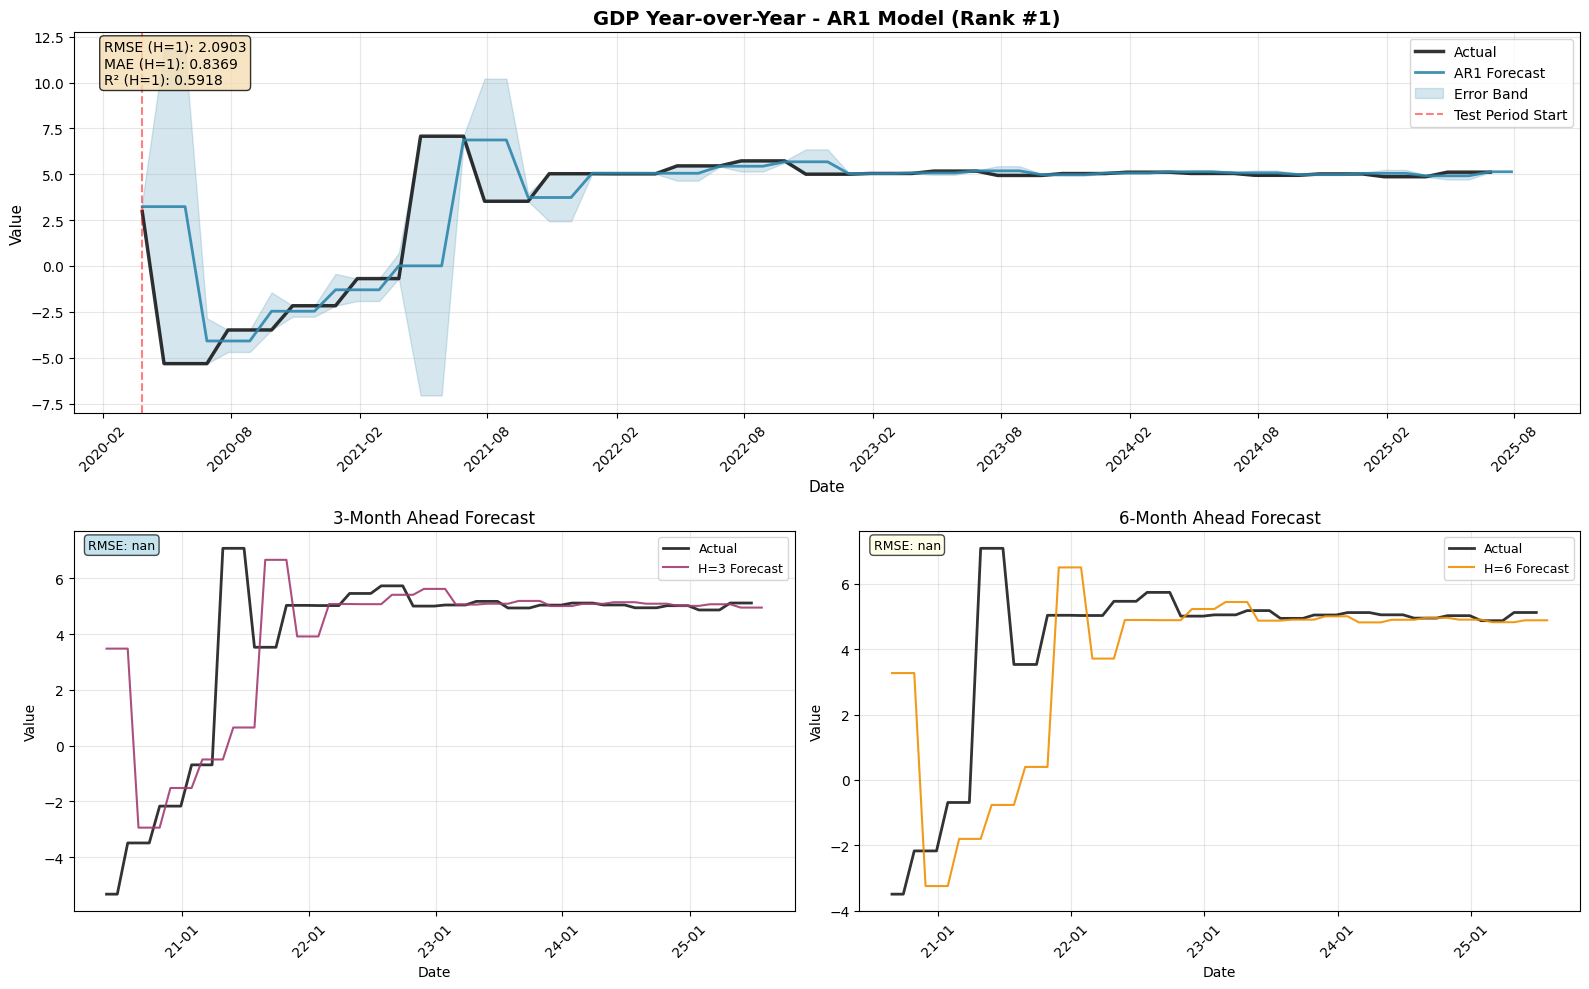 GDP Year-over-Year - AR1 Model (Rank #1)
RMSE (H=1): 2.0903
MAE (H=1): 0.8369
R² (H=1): 0.5918
Actual
AR1 Forecast
Error Band
Test Period Start
12.5
10.0
7.5
5.0
2.5
0.0
−2.5
−5.0
−7.5
Value
2020-02
2020-08
2021-02
2021-08
2022-02
2022-08
2023-02
2023-08
2024-02
2024-08
2025-02
2025-08
Date
3-Month Ahead Forecast
RMSE: nan
Actual
H=3 Forecast
6
4
2
0
−2
−4
Value
21-01
22-01
23-01
24-01
25-01
Date
6-Month Ahead Forecast
RMSE: nan
Actual
H=6 Forecast
6
4
2
0
−2
−4
Value
21-01
22-01
23-01
24-01
25-01
Date